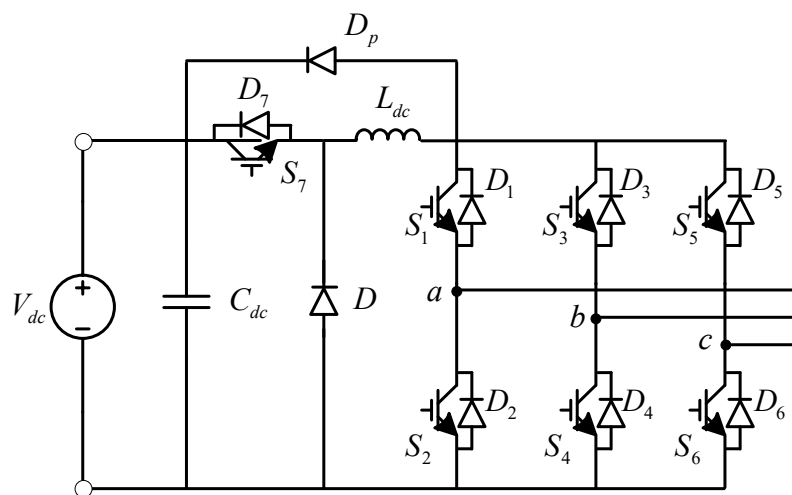 D_p
D_7
L_dc
S_7
D_1
D_3
D_5
S_1
S_3
S_5
a
V_dc
+
−
C_dc
D
b
c
D_2
D_4
D_6
S_2
S_4
S_6